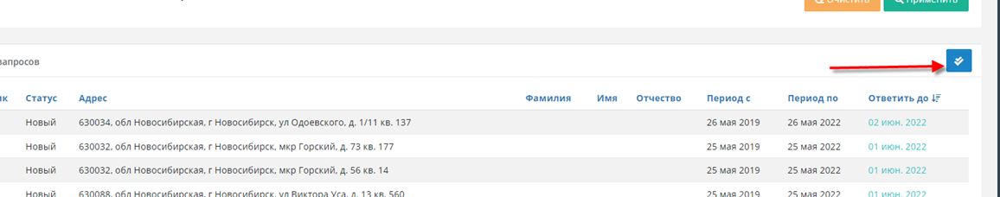 Очистить Применить
запросов
ик Статус Адрес Фамилия Имя Отчество Период с Период по Ответить до
Новый 630034, обл Новосибирская, г Новосибирск, ул Одоевского, д. 1/11 кв. 137 26 мая 2019 26 мая 2022 02 июн. 2022
Новый 630032, обл Новосибирская, г Новосибирск, мкр Горский, д. 73 кв. 177 25 мая 2019 25 мая 2022 01 июн. 2022
Новый 630032, обл Новосибирская, г Новосибирск, мкр Горский, д. 56 кв. 14 25 мая 2019 25 мая 2022 01 июн. 2022
Новый 630088, обл Новосибирская, г Новосибирск, ул Виктора Уса, д. 13 кв. 560 25 мая 2019 25 мая 2022 01 июн. 2022